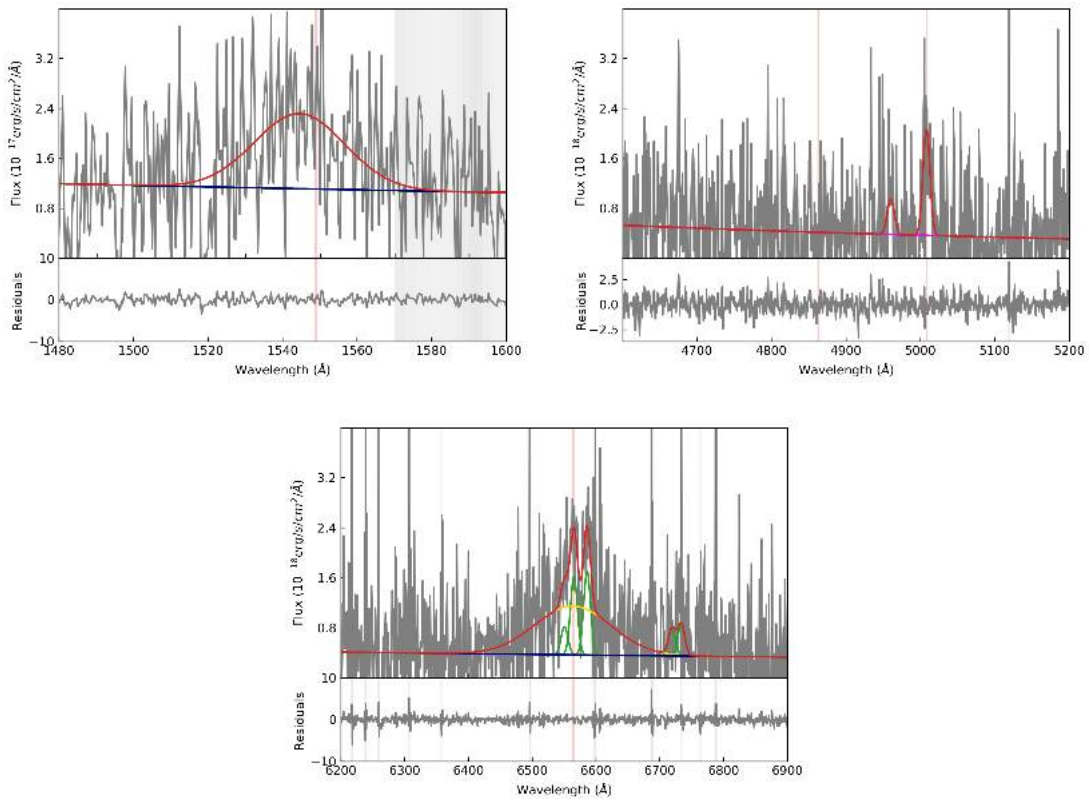 3.2
2.4
1.6
0.8
Flux (10 ¹⁷erg/s/cm²/Å)
10
0
−10
Residuals
1480 1500 1520 1540 1560 1580 1600
Wavelength (Å)
3.2
2.4
1.6
0.8
Flux (10 ¹⁸erg/s/cm²/Å)
2.5
0.0
−2.5
Residuals
4700 4800 4900 5000 5100 5200
Wavelength (Å)
3.2
2.4
1.6
0.8
Flux (10 ¹⁸erg/s/cm²/Å)
10
0
−10
Residuals
6200 6300 6400 6500 6600 6700 6800 6900
Wavelength (Å)